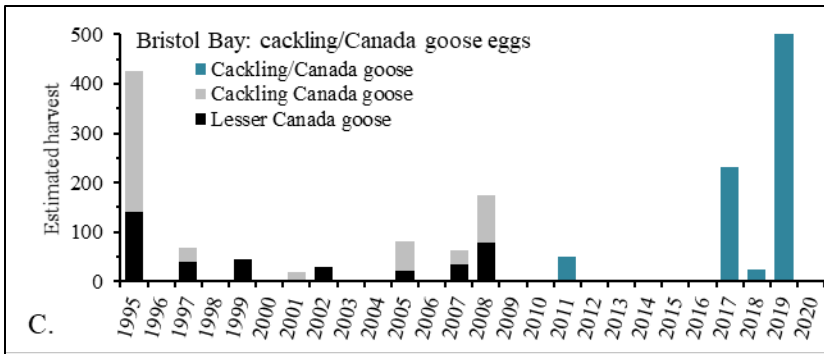 500
Bristol Bay: cackling/Canada goose eggs
Cackling/Canada goose
400
Cackling Canada goose
Lesser Canada goose
300
200
100
0
Estimated harvest
1995 1996 1997 1998 1999 2000 2001 2002 2003 2004 2005 2006 2007 2008 2009 2010 2011 2012 2013 2014 2015 2016 2017 2018 2019 2020
C.